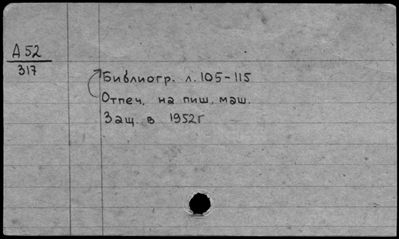 А 52
317
Библиогр. л. 105-115
Отпеч. на пиш. маш.
Защ. в 1952г